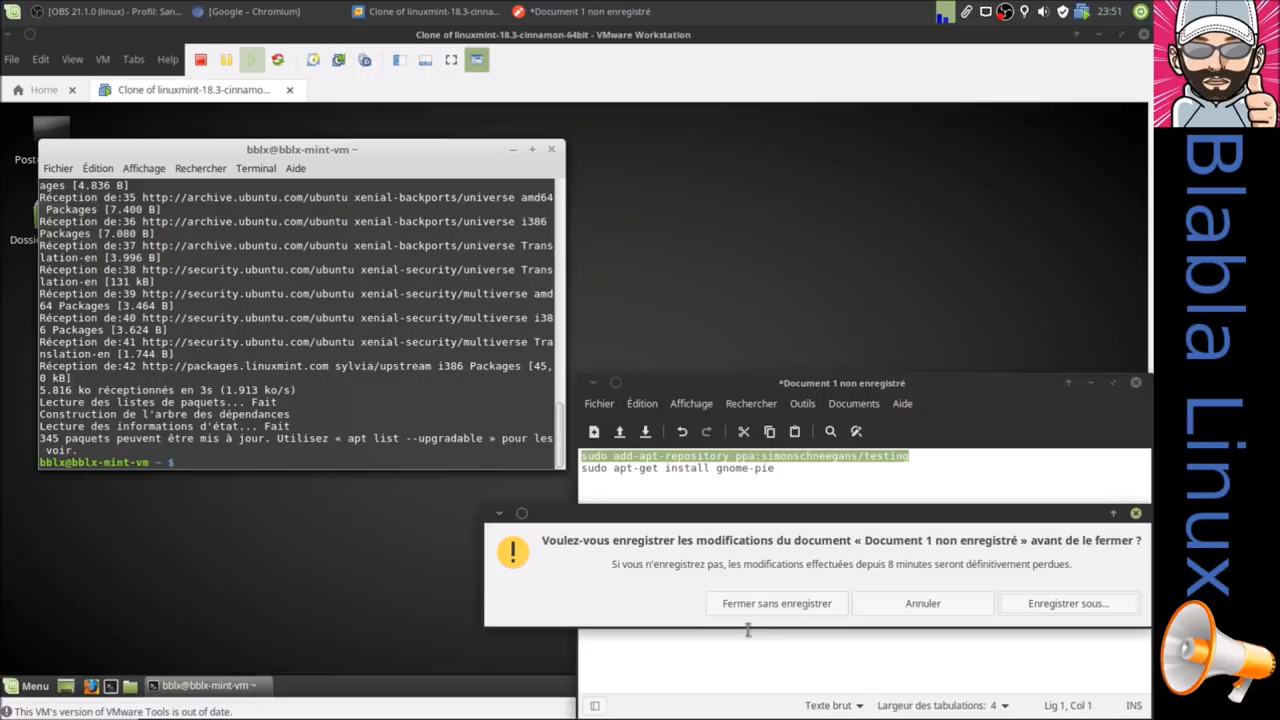 [OBS 21.1.0 (linux) - Profil: San...
[Google – Chromium]
Clone of linuxmint-18.3-cinna...
*Document 1 non enregistré
23:51
Clone of linuxmint-18.3-cinnamon-64bit - VMware Workstation
File Edit View VM Tabs Help
Home
Clone of linuxmint-18.3-cinnamo...
Post
Dossi
bblx@bblx-mint-vm ~
Fichier Édition Affichage Rechercher Terminal Aide
ages [4.836 B]
Réception de:35 http://archive.ubuntu.com/ubuntu xenial-backports/universe amd64
Packages [7.400 B]
Réception de:36 http://archive.ubuntu.com/ubuntu xenial-backports/universe i386
Packages [7.080 B]
Réception de:37 http://archive.ubuntu.com/ubuntu xenial-backports/universe Tran
lation-en [3.996 B]
Réception de:38 http://security.ubuntu.com/ubuntu xenial-security/universe Tran
lation-en [131 kB]
Réception de:39 http://security.ubuntu.com/ubuntu xenial-security/multiverse amd
64 Packages [3.464 B]
Réception de:40 http://security.ubuntu.com/ubuntu xenial-security/multiverse i38
6 Packages [3.624 B]
Réception de:41 http://security.ubuntu.com/ubuntu xenial-security/multiverse Tra
nslation-en [1.744 B]
Réception de:42 http://packages.linuxmint.com sylvia/upstream i386 Packages [45,
0 kB]
5.816 ko réceptionnés en 3s (1.913 ko/s)
Lecture des listes de paquets... Fait
Construction de l'arbre des dépendances
Lecture des informations d'état... Fait
345 paquets peuvent être mis à jour. Utilisez « apt list --upgradable » pour les
voir.
bblx@bblx-mint-vm ~ $
*Document 1 non enregistré
Fichier Édition Affichage Rechercher Outils Documents Aide
sudo add-apt-repository ppa:simonschneegans/testing
sudo apt-get install gnome-pie
Voulez-vous enregistrer les modifications du document « Document 1 non enregistré » avant de le fermer ?
Si vous n'enregistrez pas, les modifications effectuées depuis 8 minutes seront définitivement perdues.
Fermer sans enregistrer
Annuler
Enregistrer sous...
Menu
bblx@bblx-mint-vm ~
This VM's version of VMware Tools is out of date.
Texte brut
Largeur des tabulations: 4
Lig 1, Col 1
INS
Blabla Linux